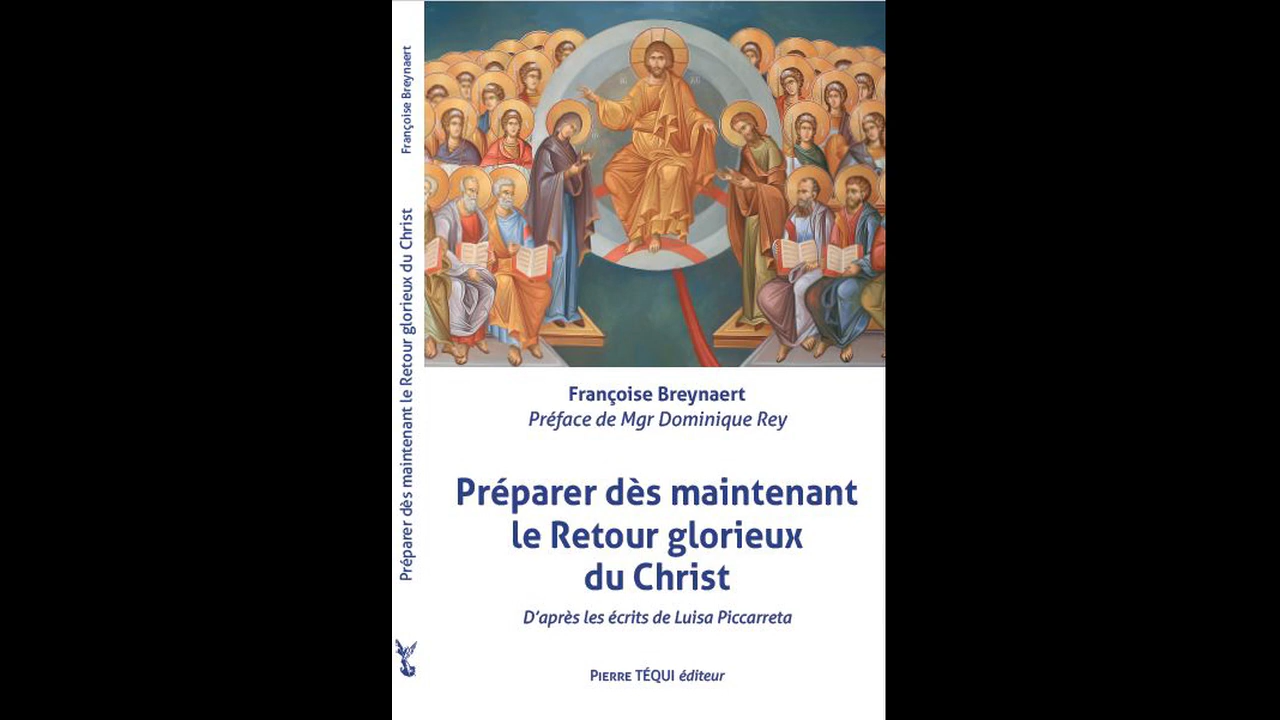 Françoise Breynaert
Préparer dès maintenant le Retour glorieux du Christ
Françoise Breynaert
Préface de Mgr Dominique Rey
Préparer dès maintenant
le Retour glorieux
du Christ
D'après les écrits de Luisa Piccarreta
PIERRE TÉQUI éditeur